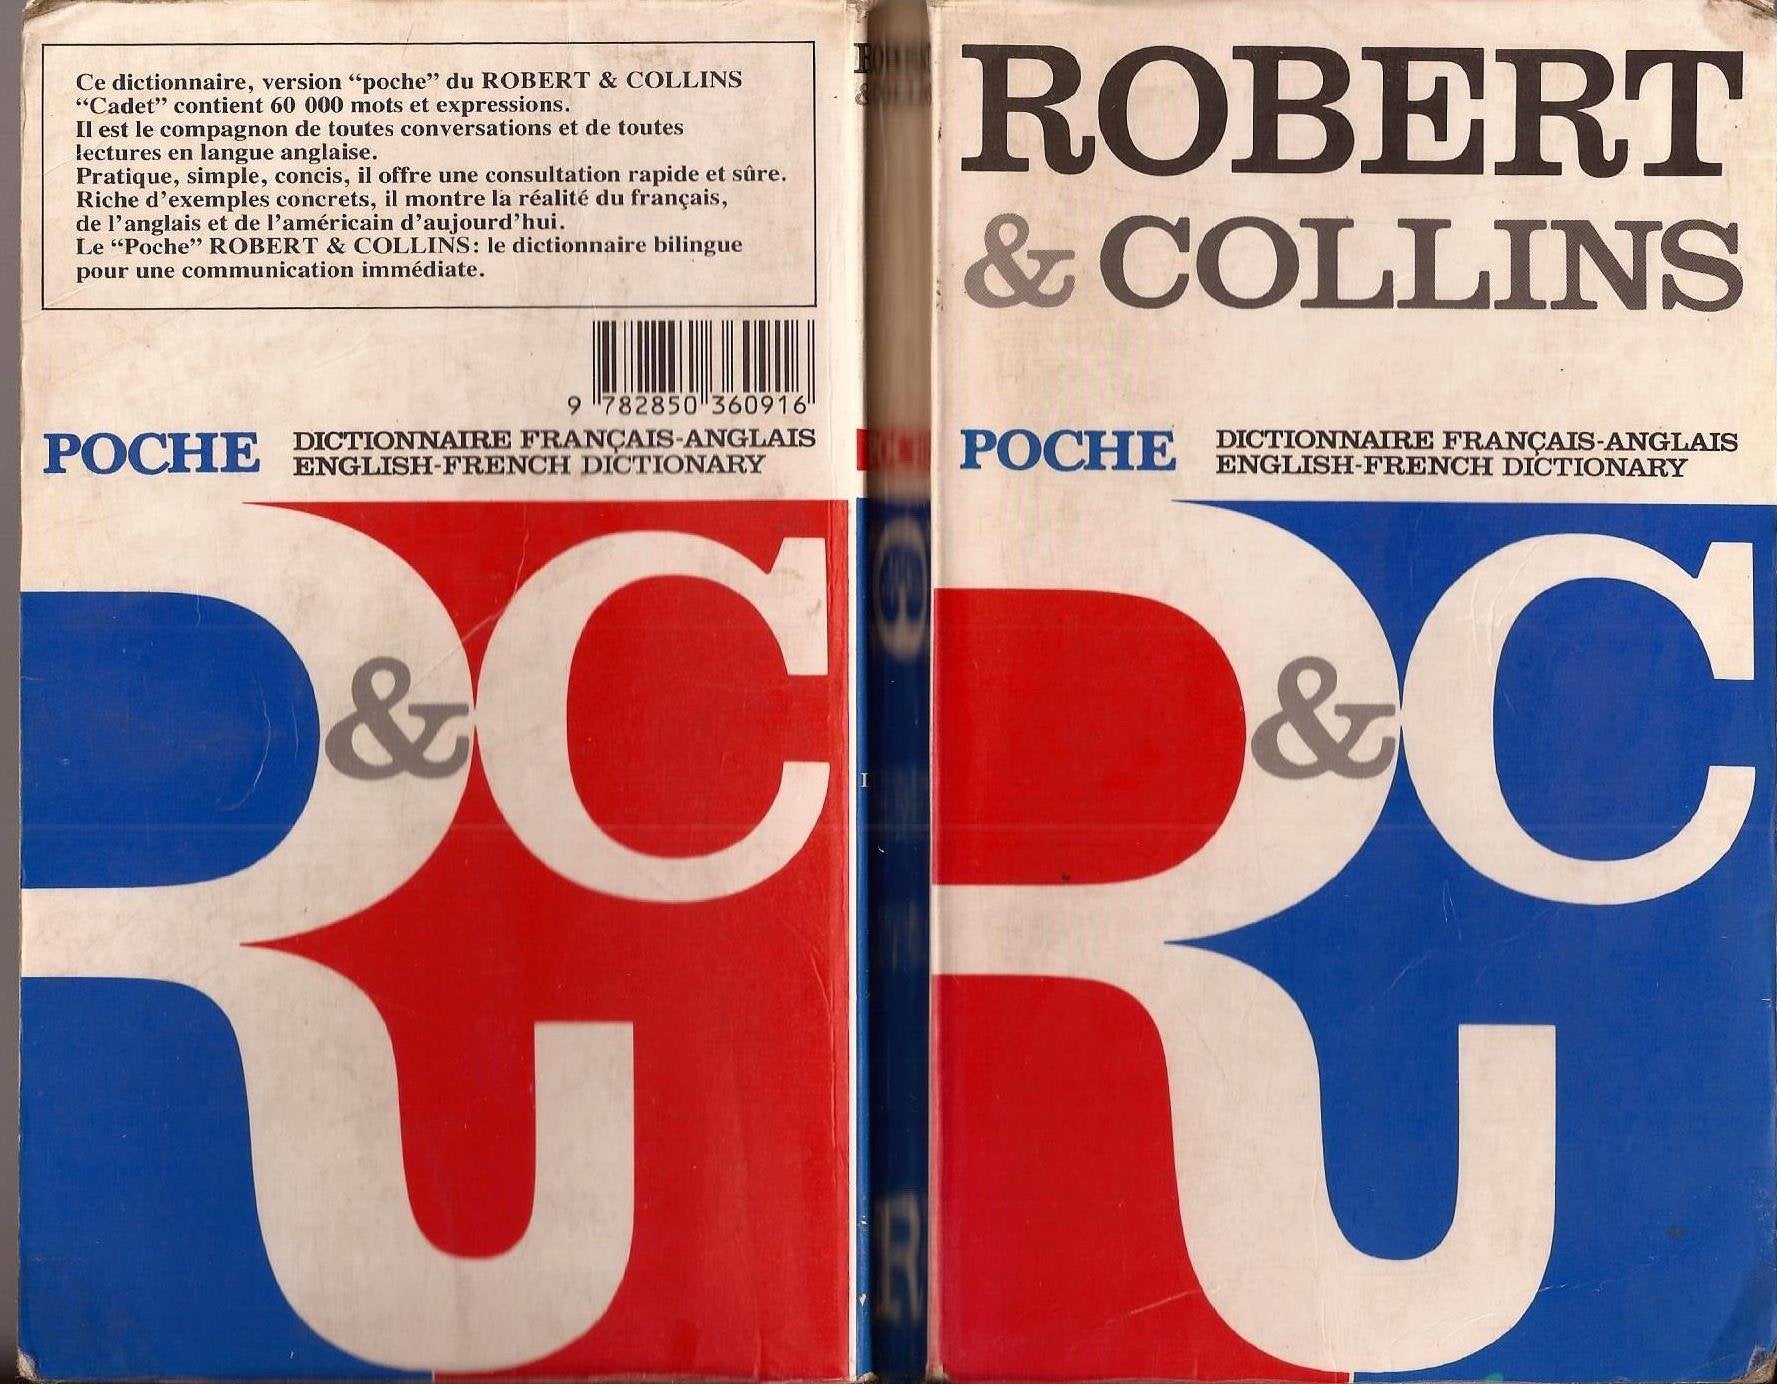 Ce dictionnaire, version “poche” du ROBERT & COLLINS
“Cadet” contient 60 000 mots et expressions.
Il est le compagnon de toutes conversations et de toutes
lectures en langue anglaise.
Pratique, simple, concis, il offre une consultation rapide et sûre.
Riche d’exemples concrets, il montre la réalité du français,
de l’anglais et de l’américain d’aujourd’hui.
Le “Poche” ROBERT & COLLINS: le dictionnaire bilingue
pour une communication immédiate.
9 782850 360916
POCHE
DICTIONNAIRE FRANÇAIS-ANGLAIS
ENGLISH-FRENCH DICTIONARY
R&C
ROBERT
& COLLINS
POCHE
DICTIONNAIRE FRANÇAIS-ANGLAIS
ENGLISH-FRENCH DICTIONARY
R&C